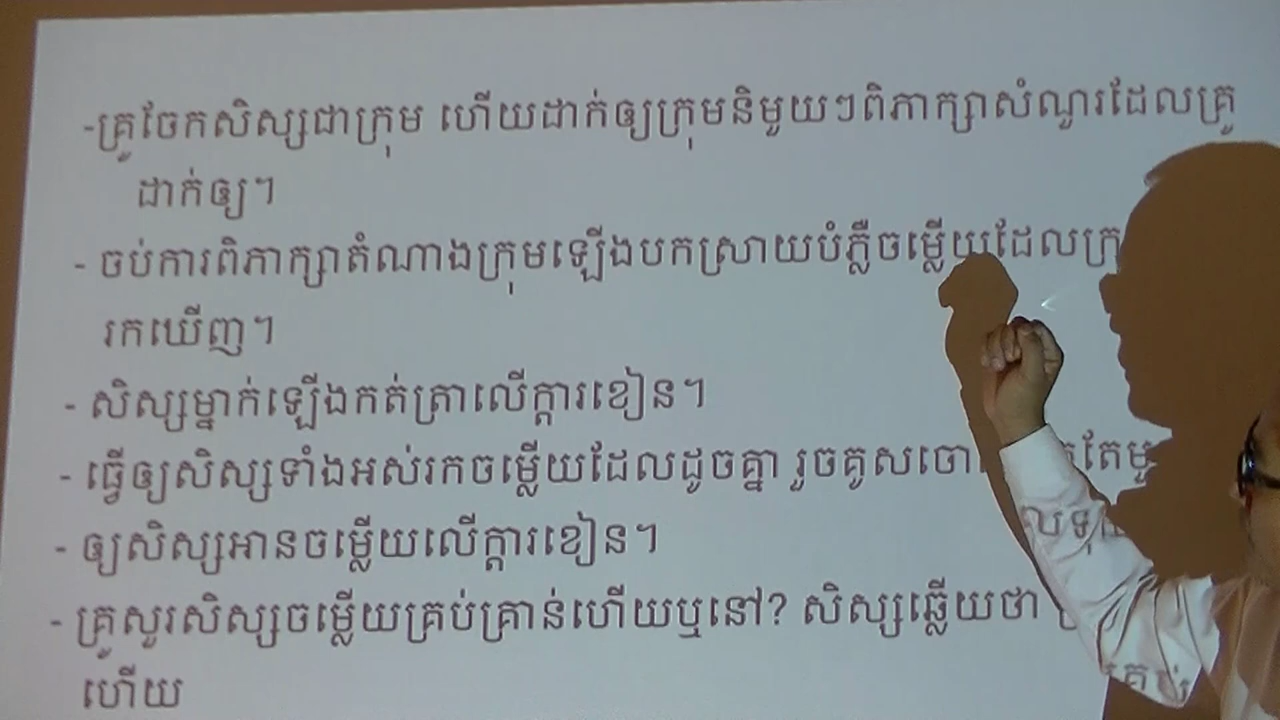 -គ្រូចែកសិស្សជាក្រុម ហើយដាក់ឲ្យក្រុមនិមួយៗពិភាក្សាសំណួរដែលគ្រូ
ដាក់ឲ្យ។
- ចប់ការពិភាក្សាតំណាងក្រុមឡើងបកស្រាយបំភ្លឺចម្លើយដែល
រកឃើញ។
- សិស្សម្នាក់ឡើងកត់ត្រាលើក្តារខៀន។
- ធ្វើឲ្យសិស្សទាំងអស់រកចម្លើយដែលដូចគ្នា រួចគូសចោ
- ឲ្យសិស្សអានចម្លើយលើក្តារខៀន។
- គ្រូសួរសិស្សចម្លើយគ្រប់គ្រាន់ហើយឬនៅ? សិស្សឆ្លើយថា
ហើយ